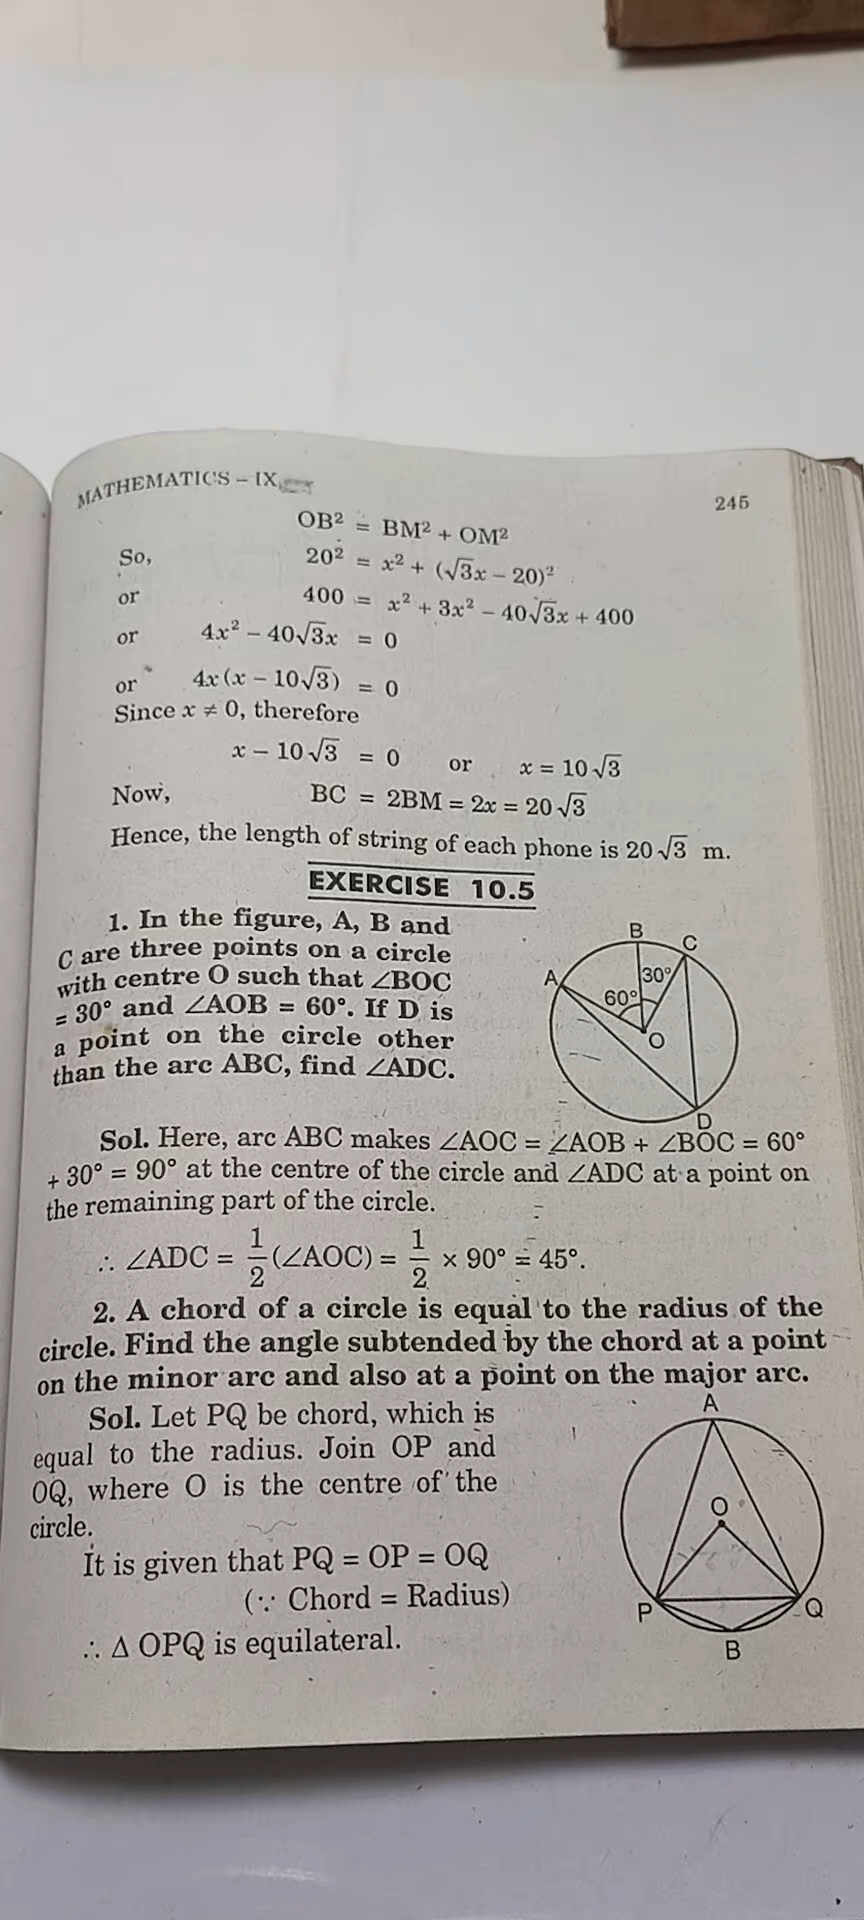 MATHEMATICS – IX
245
OB² = BM² + OM²
So, 20² = x² + (√3x – 20)²
or 400 = x² + 3x² – 40√3x + 400
or 4x² – 40√3x = 0
or 4x(x – 10√3) = 0
Since x ≠ 0, therefore
x – 10√3 = 0 or x = 10√3
Now, BC = 2BM = 2x = 20√3
Hence, the length of string of each phone is 20√3 m.
EXERCISE 10.5
1. In the figure, A, B and
C are three points on a circle
with centre O such that ∠BOC
= 30° and ∠AOB = 60°. If D is
a point on the circle other
than the arc ABC, find ∠ADC.
B
C
A
30°
60°
O
D
Sol. Here, arc ABC makes ∠AOC = ∠AOB + ∠BOC = 60°
+ 30° = 90° at the centre of the circle and ∠ADC at a point on
the remaining part of the circle.
∴ ∠ADC = 1/2 (∠AOC) = 1/2 × 90° = 45°.
2. A chord of a circle is equal to the radius of the
circle. Find the angle subtended by the chord at a point
on the minor arc and also at a point on the major arc.
Sol. Let PQ be chord, which is
equal to the radius. Join OP and
OQ, where O is the centre of the
circle.
It is given that PQ = OP = OQ
(∵ Chord = Radius)
∴ Δ OPQ is equilateral.
A
O
P
Q
B